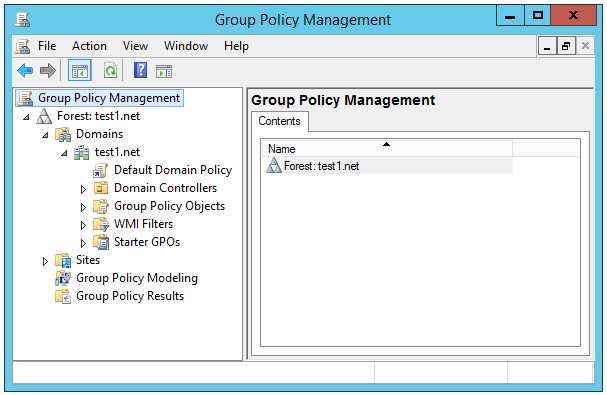 Group Policy Management
File Action View Window Help
Group Policy Management
Forest: test1.net
Domains
test1.net
Default Domain Policy
Domain Controllers
Group Policy Objects
WMI Filters
Starter GPOs
Sites
Group Policy Modeling
Group Policy Results
Group Policy Management
Contents
Name
Forest: test1.net